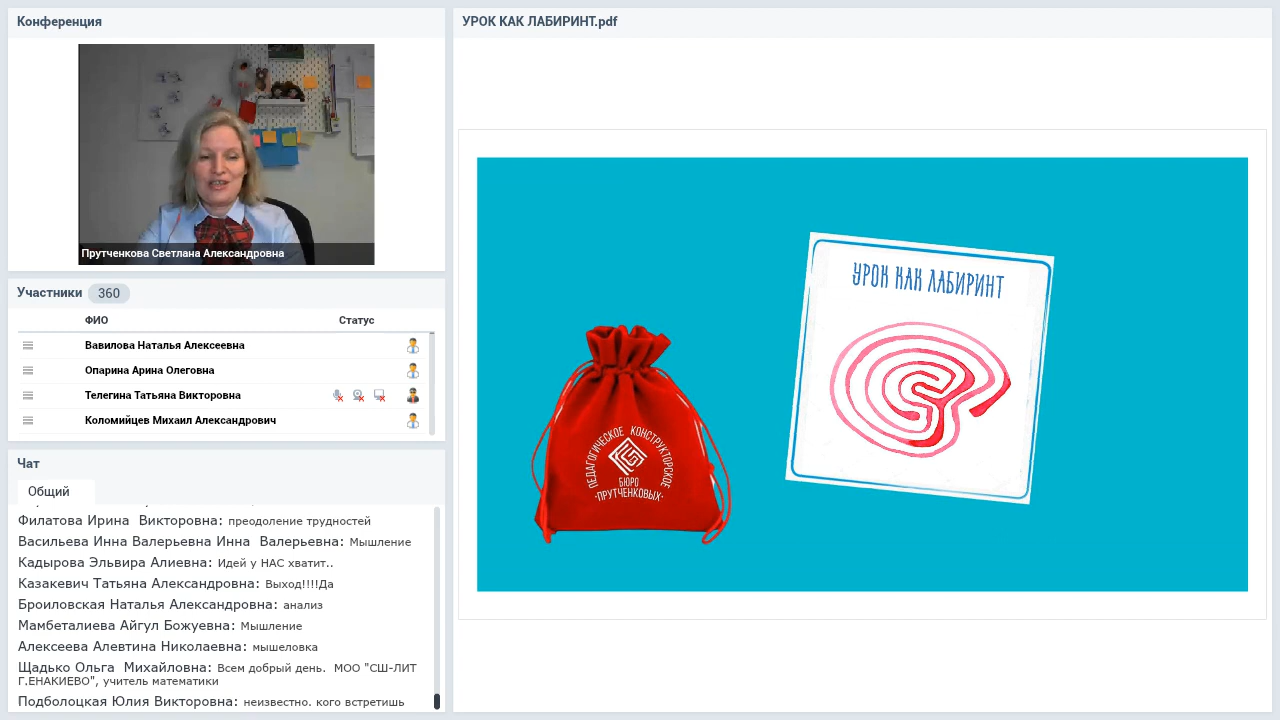 Конференция
Прутченкова Светлана Александровна
Участники 360
ФИО Статус
Вавилова Наталья Алексеевна
Опарина Арина Олеговна
Телегина Татьяна Викторовна
Коломийцев Михаил Александрович
Чат
Общий
Филатова Ирина Викторовна: преодоление трудностей
Васильева Инна Валерьевна Инна Валерьевна: Мышление
Кадырова Эльвира Алиевна: Идей у НАС хватит..
Казакевич Татьяна Александровна: Выход!!!!Да
Броиловская Наталья Александровна: анализ
Мамбеталиева Айгул Божуевна: Мышление
Алексеева Алевтина Николаевна: мышеловка
Щадько Ольга Михайловна: Всем добрый день. МОО "СШ-ЛИТ
Г.ЕНАКИЕВО", учитель математики
Подболоцкая Юлия Викторовна: неизвестно. кого встретишь
УРОК КАК ЛАБИРИНТ.pdf
УРОК КАК ЛАБИРИНТ
ПЕДАГОГИЧЕСКОЕ КОНСТРУКТОРСКОЕ
БЮРО
·ПРУТЧЕНКОВЫХ·